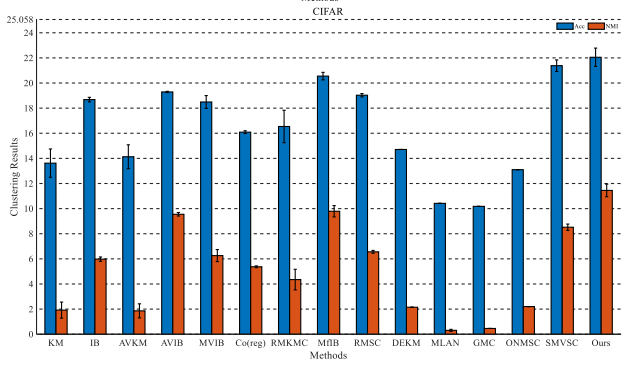 Methods
CIFAR
25.058
24
22
20
18
16
14
12
10
8
6
4
2
0
Clustering Results
Acc NMI
KM IB AVKM AVIB MVIB Co(reg) RMKMC MfIB RMSC DEKM MLAN GMC ONMSC SMVSC Ours
Methods